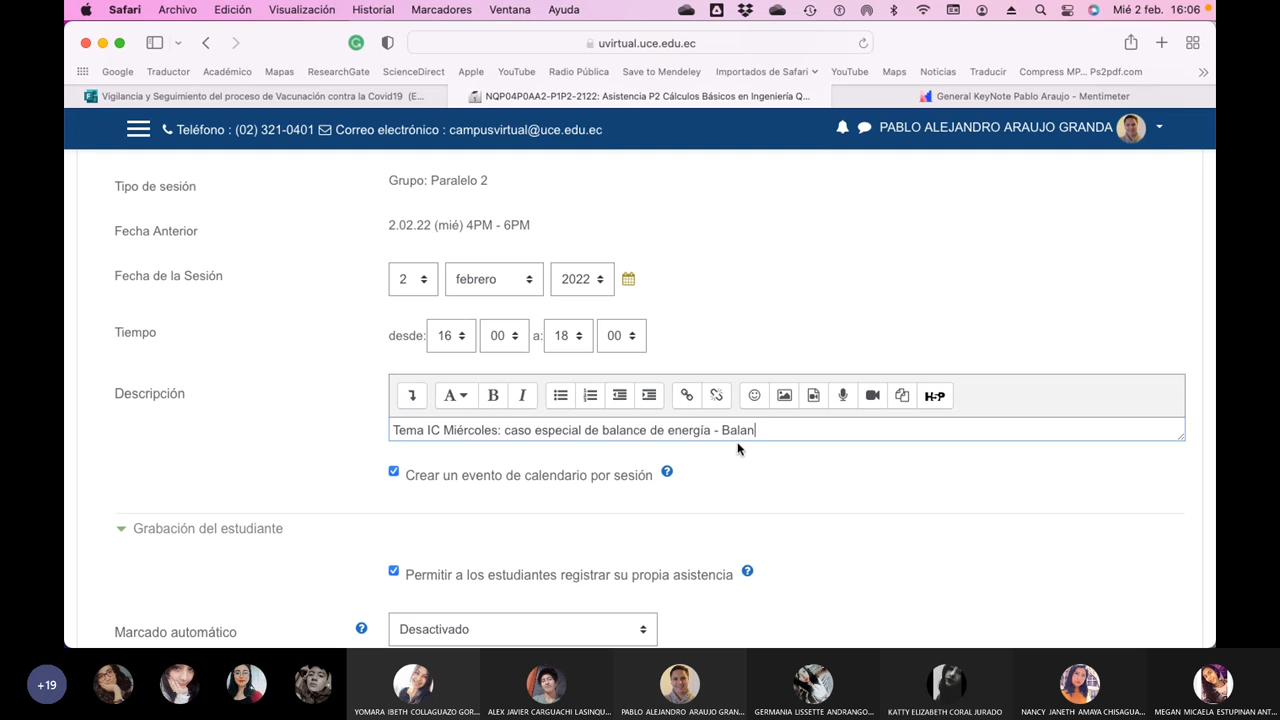 Safari Archivo Edición Visualización Historial Marcadores Ventana Ayuda Mié 2 feb. 16:06
uvirtual.uce.edu.ec
Google Traductor Académico Mapas ResearchGate ScienceDirect Apple YouTube Radio Pública Save to Mendeley Importados de Safari YouTube Maps Noticias Traducir Compress MP... Ps2pdf.com
Vigilancia y Seguimiento del proceso de Vacunación contra la Covid19 (E... NQP04P0AA2-P1P2-2122: Asistencia P2 Cálculos Básicos en Ingeniería Q... General KeyNote Pablo Araujo - Mentimeter
Teléfono : (02) 321-0401 Correo electrónico : campusvirtual@uce.edu.ec PABLO ALEJANDRO ARAUJO GRANDA
Tipo de sesión Grupo: Paralelo 2
Fecha Anterior 2.02.22 (mié) 4PM - 6PM
Fecha de la Sesión 2 febrero 2022
Tiempo desde: 16 00 a: 18 00
Descripción A B I H-P
Tema IC Miércoles: caso especial de balance de energía - Balan
Crear un evento de calendario por sesión
Grabación del estudiante
Permitir a los estudiantes registrar su propia asistencia
Marcado automático Desactivado
+19
YOMARA IBETH COLLAGUAZO GOR... ALEX JAVIER CARGUACHI LASINQU... PABLO ALEJANDRO ARAUJO GRAN... GERMANIA LISSETTE ANDRANGO... KATTY ELIZABETH CORAL JURADO NANCY JANETH AMAYA CHISAGUA... MEGAN MICAELA ESTUPINAN ANT...